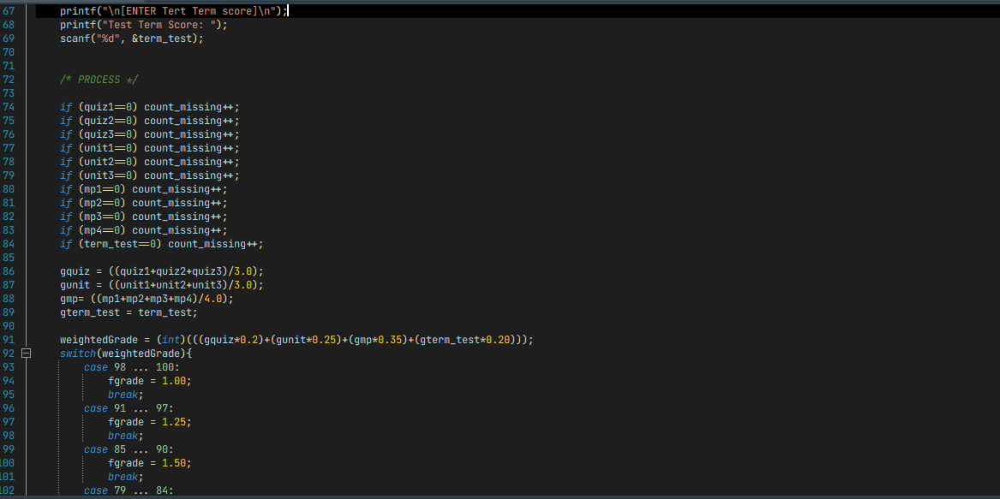 67 printf("\n[ENTER Tert Term score]\n");
68 printf("Test Term Score: ");
69 scanf("%d", &term_test);
70
71
72 /* PROCESS */
73
74 if (quiz1==0) count_missing++;
75 if (quiz2==0) count_missing++;
76 if (quiz3==0) count_missing++;
77 if (unit1==0) count_missing++;
78 if (unit2==0) count_missing++;
79 if (unit3==0) count_missing++;
80 if (mp1==0) count_missing++;
81 if (mp2==0) count_missing++;
82 if (mp3==0) count_missing++;
83 if (mp4==0) count_missing++;
84 if (term_test==0) count_missing++;
85
86 gquiz = ((quiz1+quiz2+quiz3)/3.0);
87 gunit = ((unit1+unit2+unit3)/3.0);
88 gmp= ((mp1+mp2+mp3+mp4)/4.0);
89 gterm_test = term_test;
90
91 weightedGrade = (int)(((gquiz*0.2)+(gunit*0.25)+(gmp*0.35)+(gterm_test*0.20)));
92 switch(weightedGrade){
93 case 98 ... 100:
94 fgrade = 1.00;
95 break;
96 case 91 ... 97:
97 fgrade = 1.25;
98 break;
99 case 85 ... 90:
100 fgrade = 1.50;
101 break;
102 case 79 ... 84: